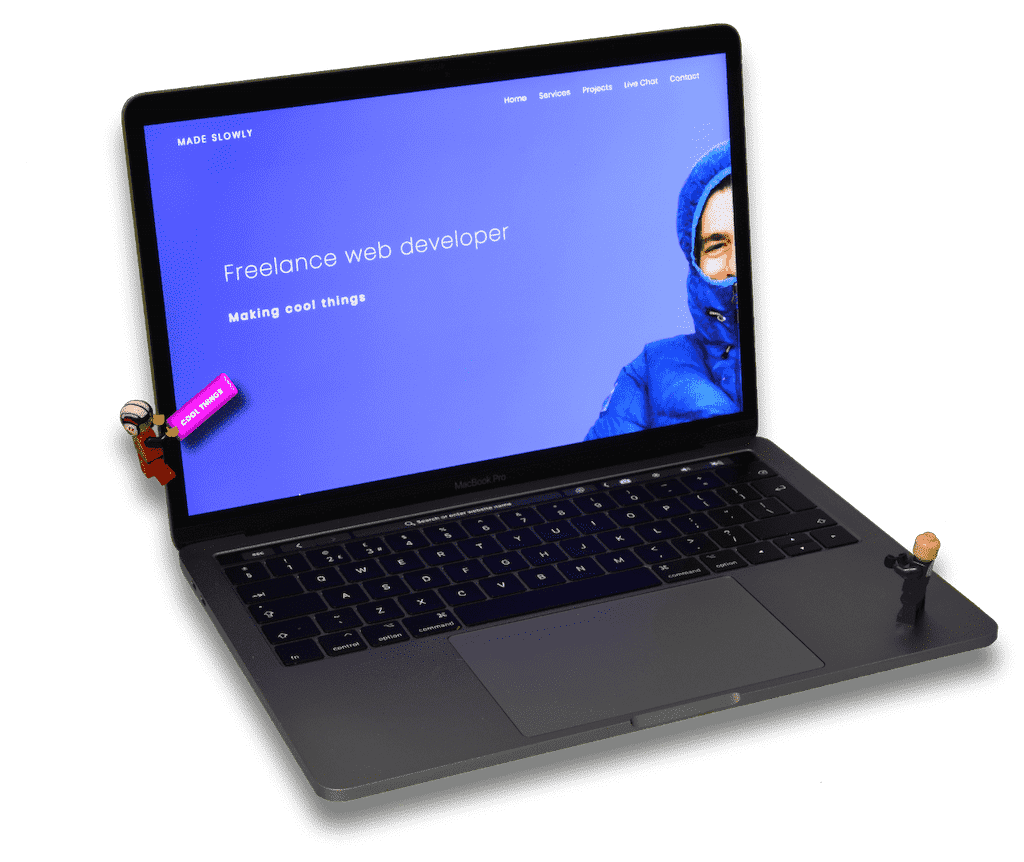 Home Services Projects Live Chat Contact
MADE SLOWLY
Freelance web developer
Making cool things
COOL THINGS
MacBook Pro
esc
Search or enter website name
Q W E R T Y U I O P
A S D F G H J K L
Z X C V B N M
fn control option command
command option